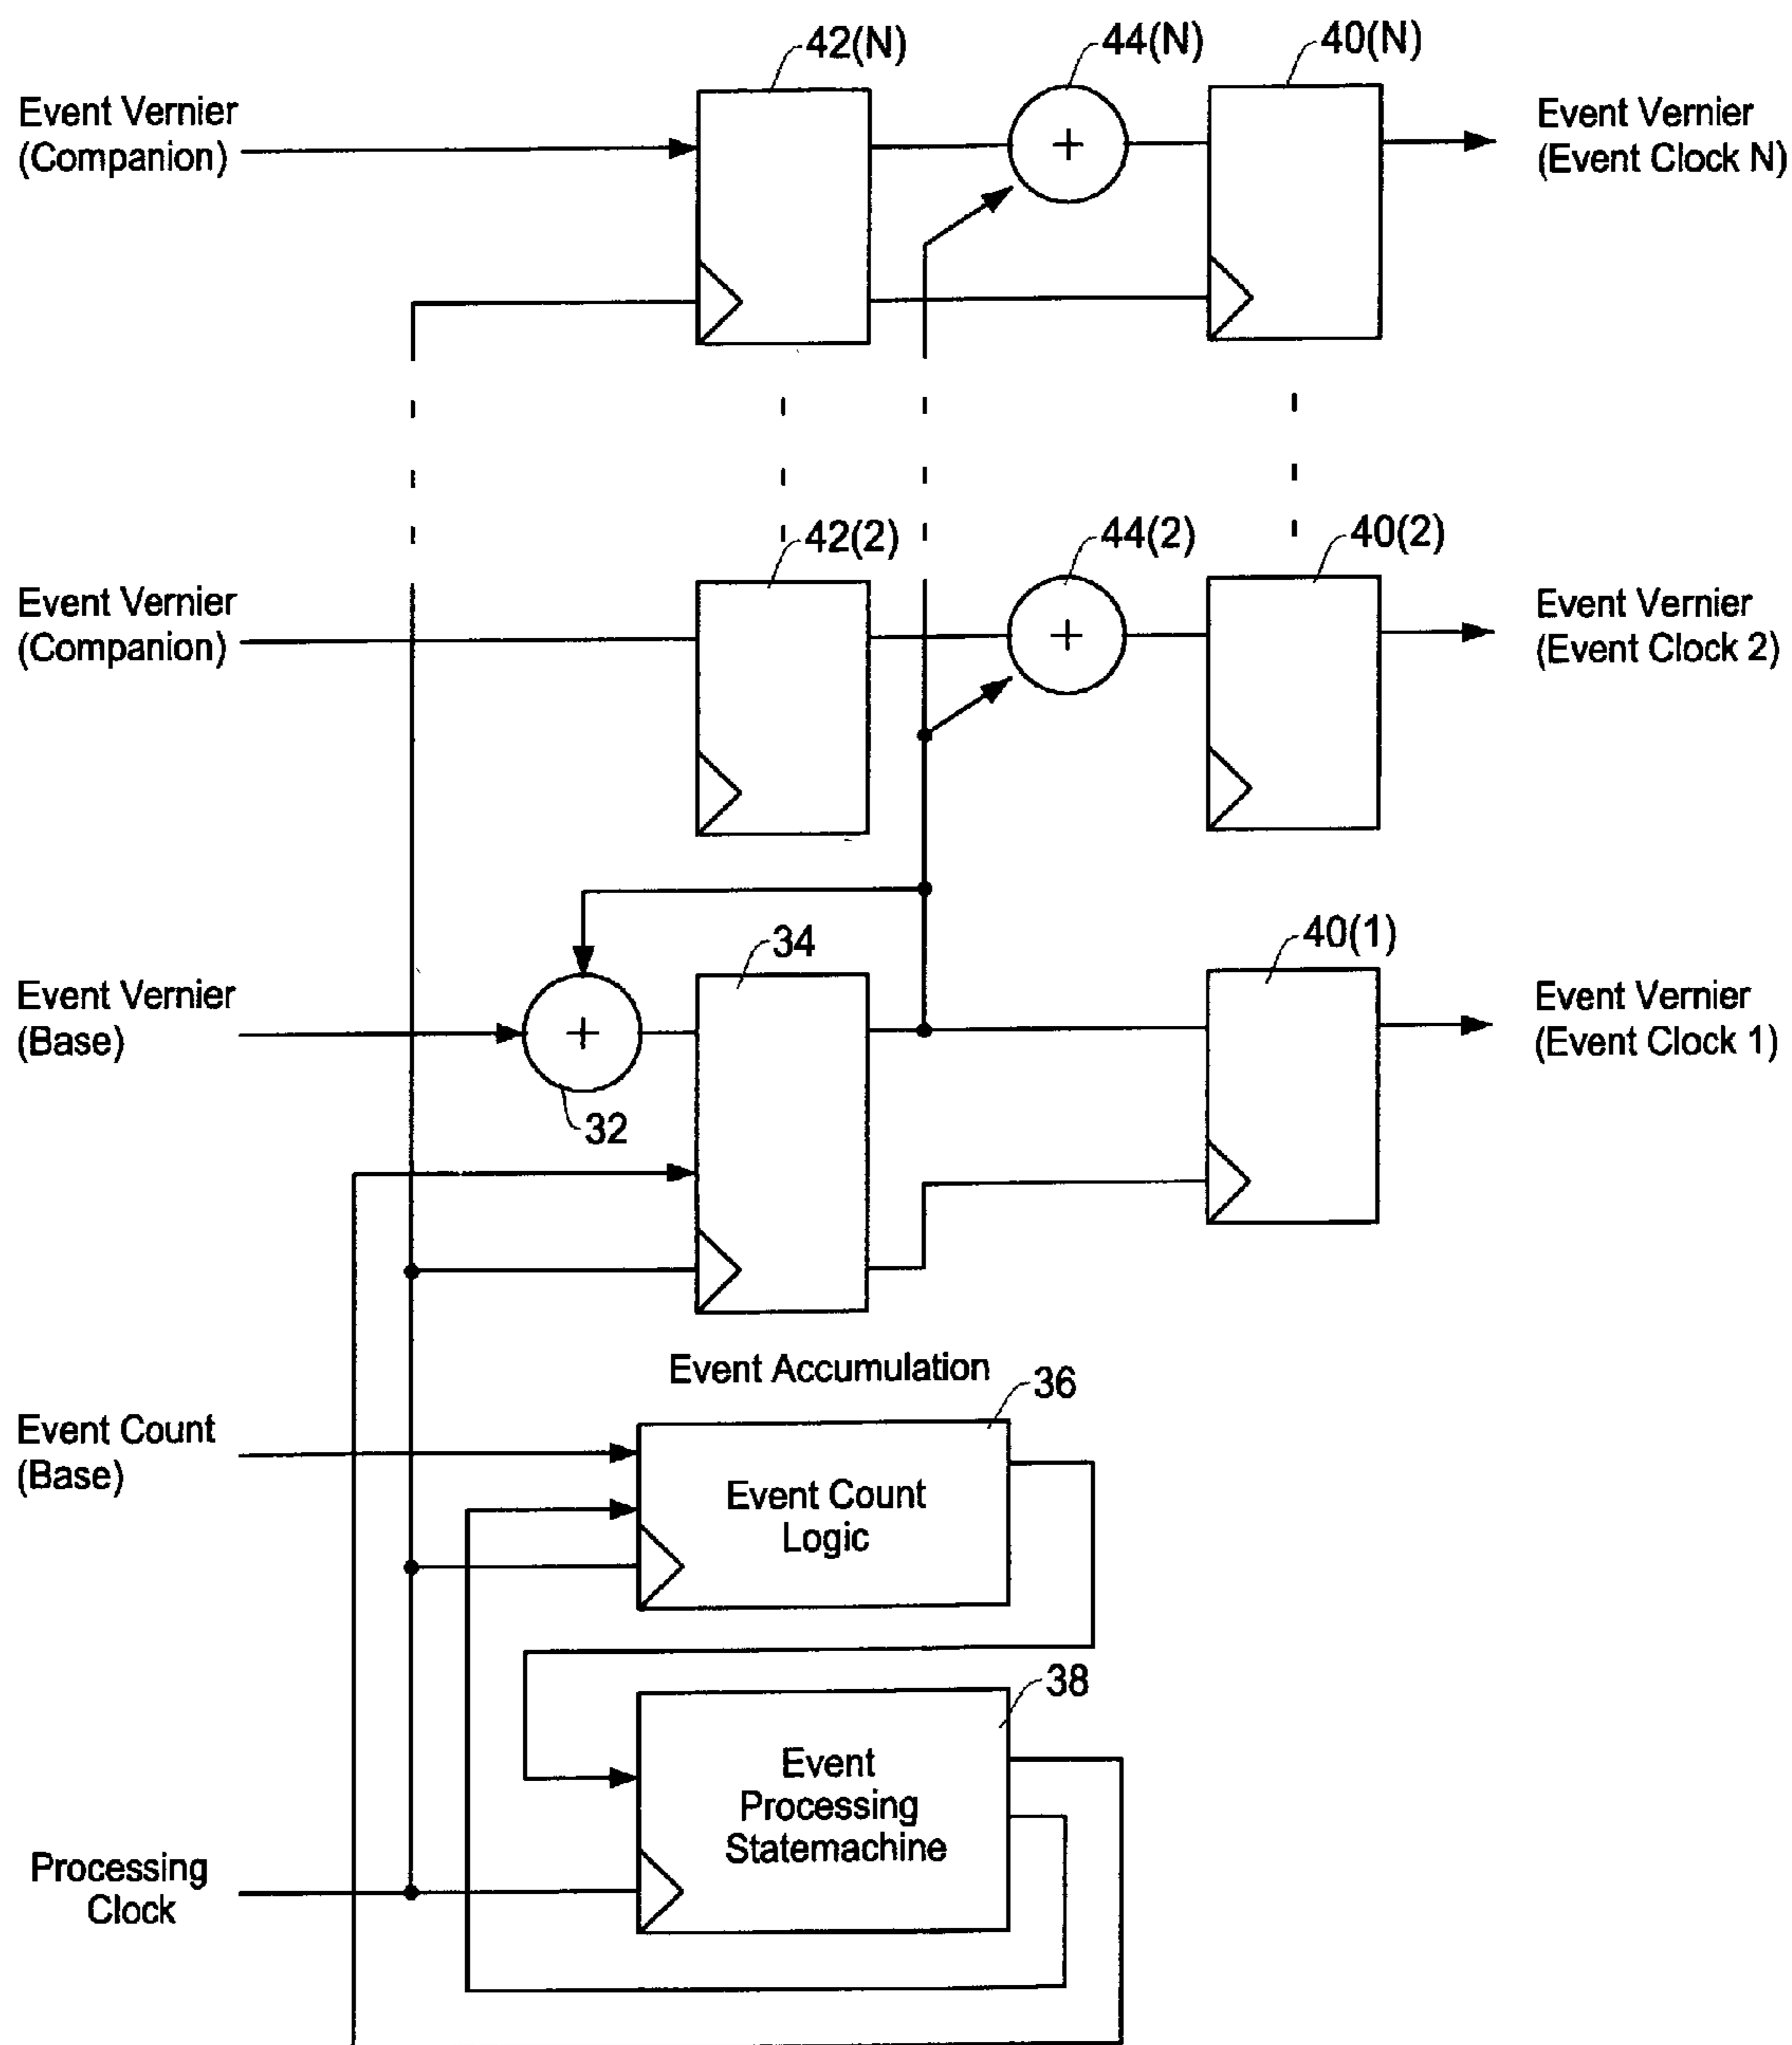 42(N)
44(N)
40(N)
Event Vernier
(Companion)
+
Event Vernier
(Event Clock N)
42(2)
44(2)
40(2)
Event Vernier
(Companion)
+
Event Vernier
(Event Clock 2)
34
40(1)
Event Vernier
(Base)
+
32
Event Vernier
(Event Clock 1)
Event Accumulation
36
Event Count
(Base)
Event Count
Logic
38
Event
Processing
Statemachine
Processing
Clock